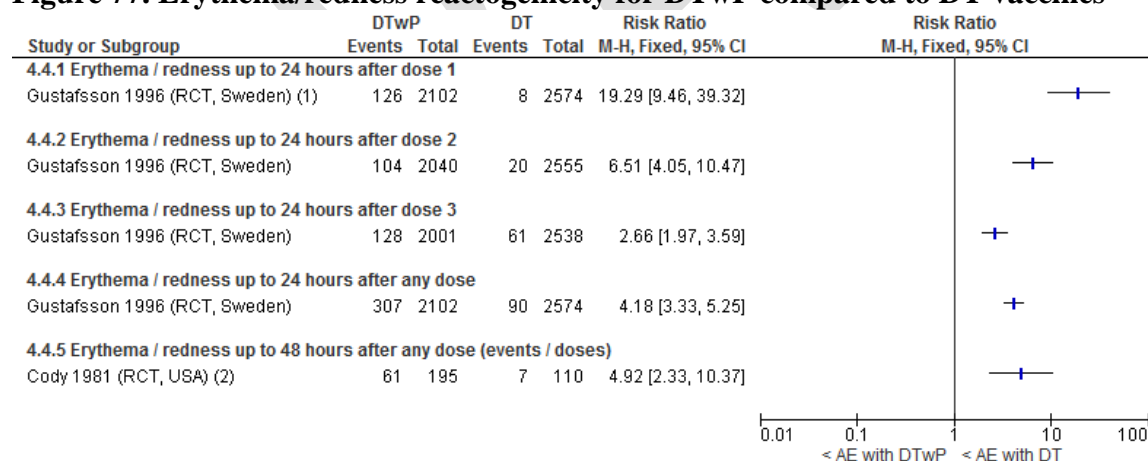 Figure 77. Erythema/redness reactogenicity for DTwP compared to DT vaccines
DTwP DT Risk Ratio Risk Ratio
Study or Subgroup Events Total Events Total M-H, Fixed, 95% CI M-H, Fixed, 95% CI
4.4.1 Erythema / redness up to 24 hours after dose 1
Gustafsson 1996 (RCT, Sweden) (1) 126 2102 8 2574 19.29 [9.46, 39.32]
4.4.2 Erythema / redness up to 24 hours after dose 2
Gustafsson 1996 (RCT, Sweden) 104 2040 20 2555 6.51 [4.05, 10.47]
4.4.3 Erythema / redness up to 24 hours after dose 3
Gustafsson 1996 (RCT, Sweden) 128 2001 61 2538 2.66 [1.97, 3.59]
4.4.4 Erythema / redness up to 24 hours after any dose
Gustafsson 1996 (RCT, Sweden) 307 2102 90 2574 4.18 [3.33, 5.25]
4.4.5 Erythema / redness up to 48 hours after any dose (events / doses)
Cody 1981 (RCT, USA) (2) 61 195 7 110 4.92 [2.33, 10.37]
0.01 0.1 1 10 100
< AE with DTwP < AE with DT